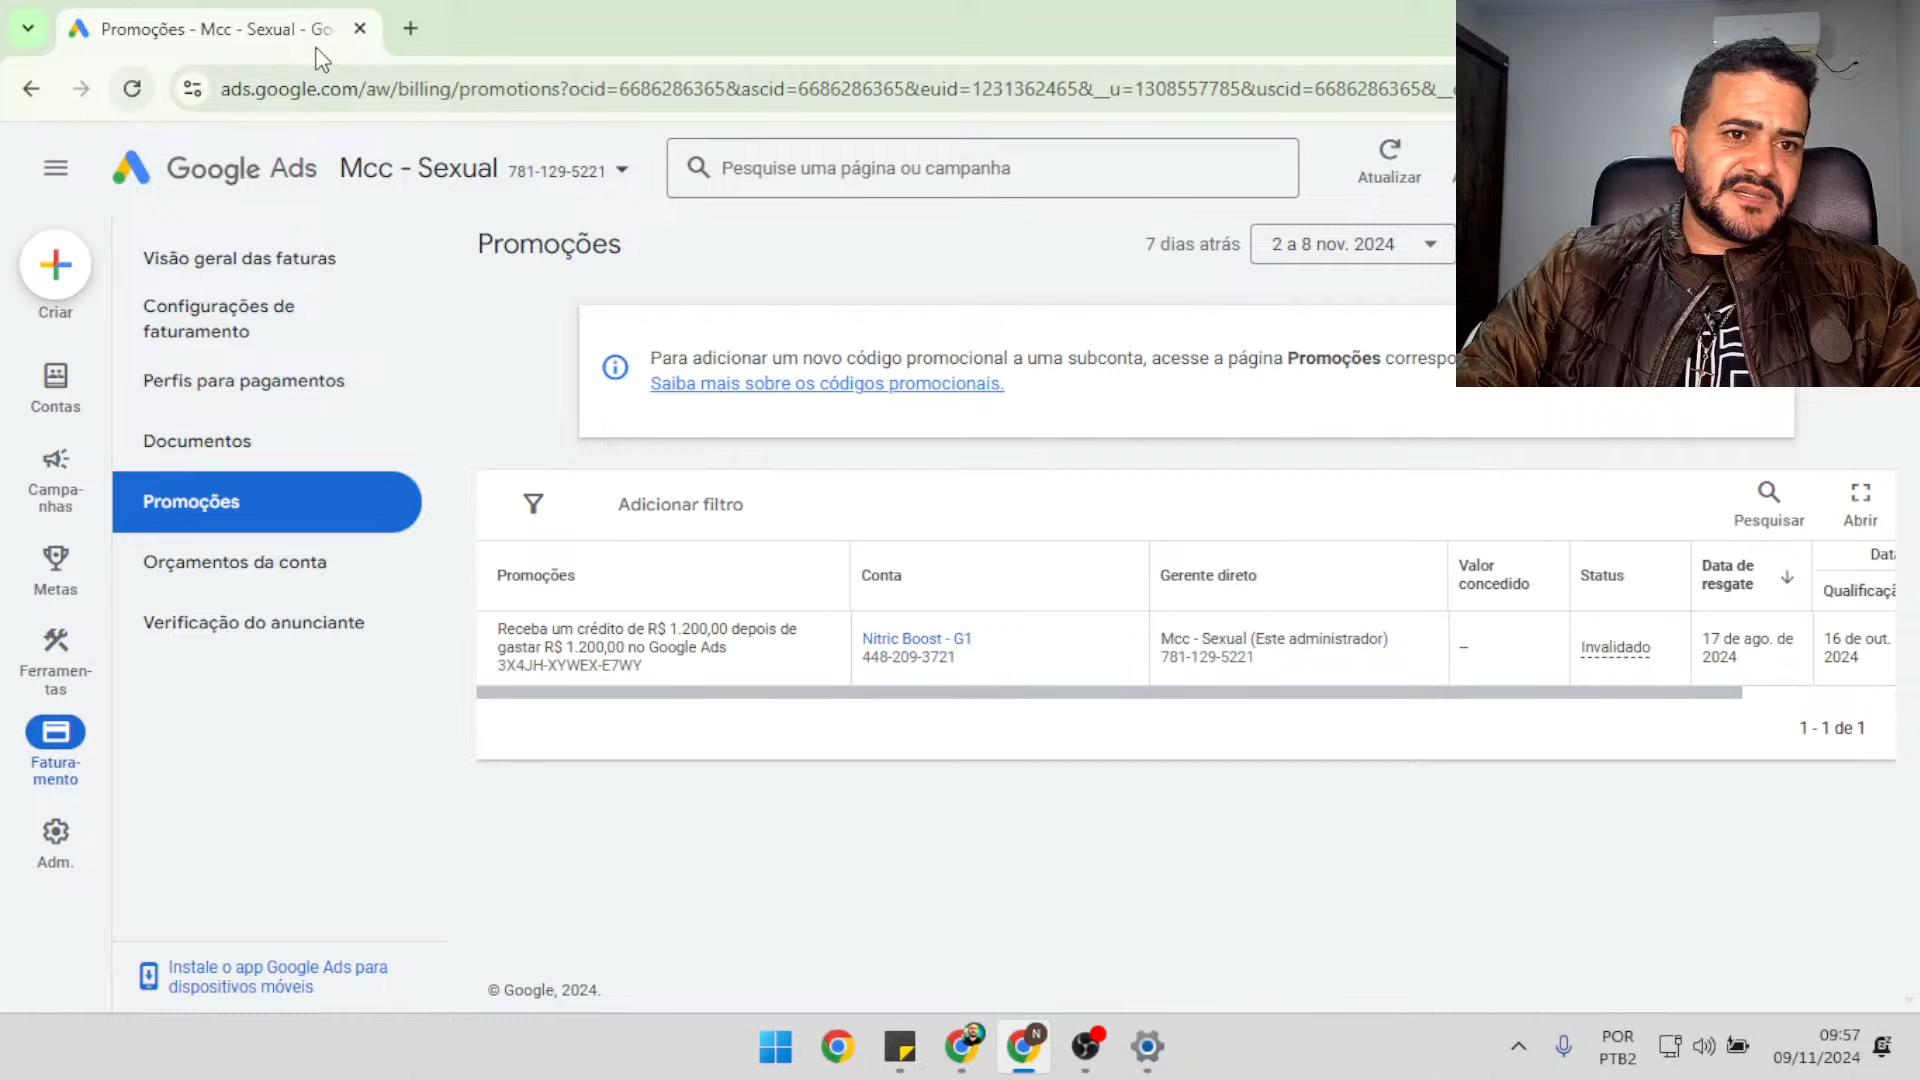 Promoções - Mcc - Sexual - Go
ads.google.com/aw/billing/promotions?ocid=6686286365&ascid=6686286365&euid=1231362465&__u=1308557785&uscid=6686286365&__
Google Ads
Mcc - Sexual 781-129-5221
Pesquise uma página ou campanha
Atualizar
Criar
Contas
Campa-
nhas
Metas
Ferramen-
tas
Fatura-
mento
Adm.
Visão geral das faturas
Configurações de
faturamento
Perfis para pagamentos
Documentos
Promoções
Orçamentos da conta
Verificação do anunciante
Instale o app Google Ads para
dispositivos móveis
Promoções
7 dias atrás
2 a 8 nov. 2024
Para adicionar um novo código promocional a uma subconta, acesse a página Promoções correspo
Saiba mais sobre os códigos promocionais.
Adicionar filtro
Pesquisar
Abrir
Promoções
Conta
Gerente direto
Valor
concedido
Status
Data de
resgate
Data
Qualificaçã
Receba um crédito de R$ 1.200,00 depois de
gastar R$ 1.200,00 no Google Ads
3X4JH-XYWEX-E7WY
Nitric Boost - G1
448-209-3721
Mcc - Sexual (Este administrador)
781-129-5221
–
Invalidado
17 de ago. de
2024
16 de out.
2024
1 - 1 de 1
© Google, 2024.
N
POR
PTB2
09:57
09/11/2024